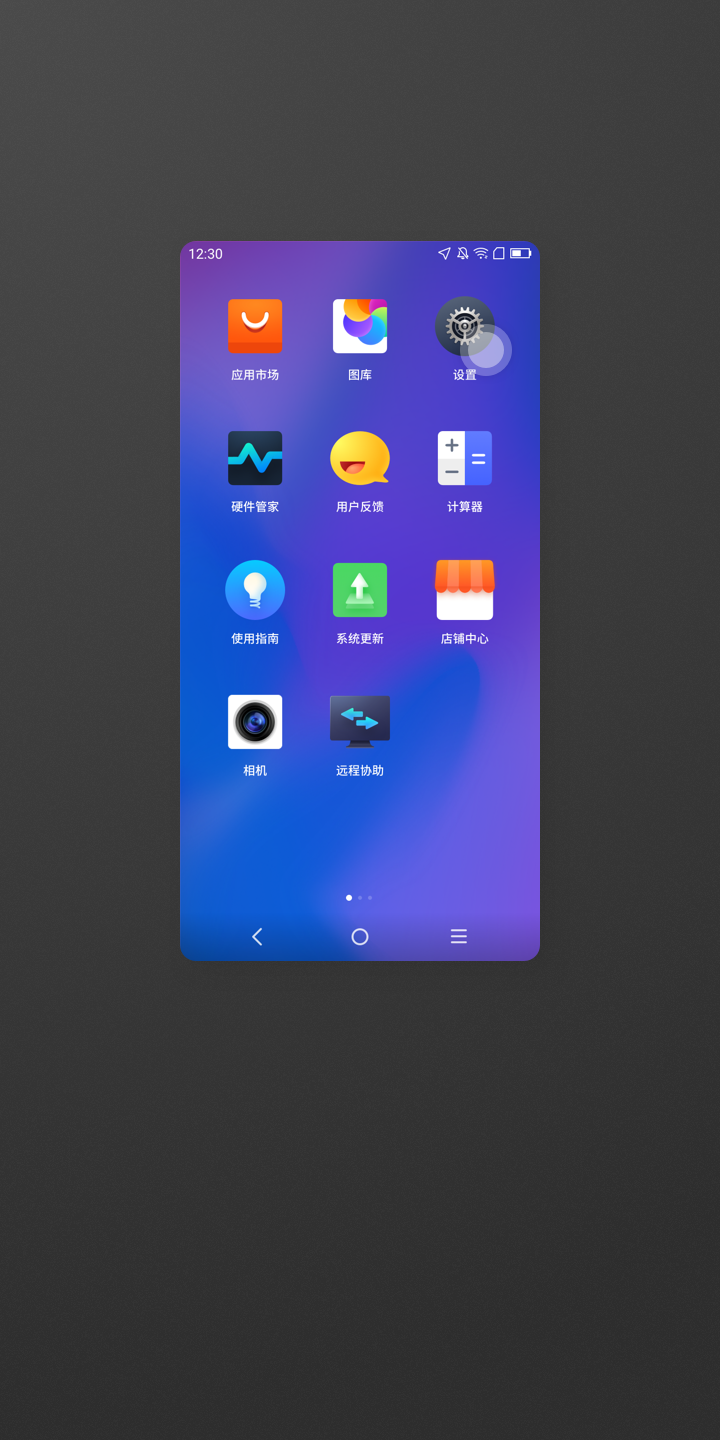 12:30
应用市场
图库
设置
硬件管家
用户反馈
计算器
使用指南
系统更新
店铺中心
相机
远程协助